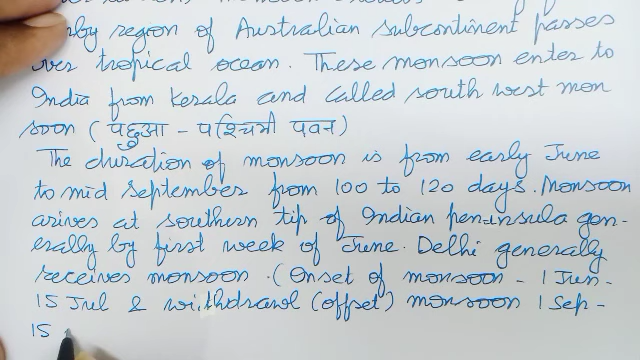 region of Australian subcontinent passes
over tropical ocean. These monsoon enter to
India from Kerala and called south west mon
soon (पछुआ - पश्चिमी पवन)
The duration of monsoon is from early June
to mid september from 100 to 120 days. Monsoon
arives at southern tip of Indian peninsula gen-
erally by first week of June. Delhi generally
receives monsoon. (Onset of monsoon - 1 Jun-
15 Jul & withdrawl (offset) monsoon 1 Sep-
15